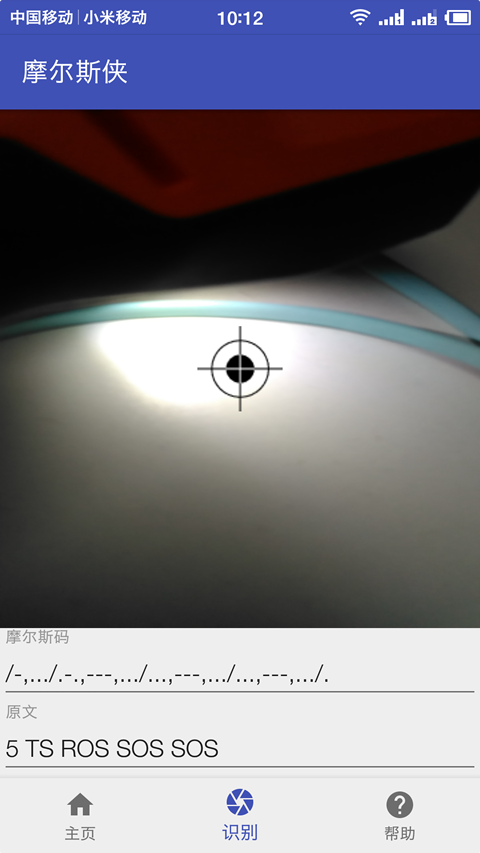 中国移动 | 小米移动 10:12
摩尔斯侠
摩尔斯码
/-,.../.-.,---,.../...,---,.../...,---,.../.
原文
5 TS ROS SOS SOS
主页 识别 帮助